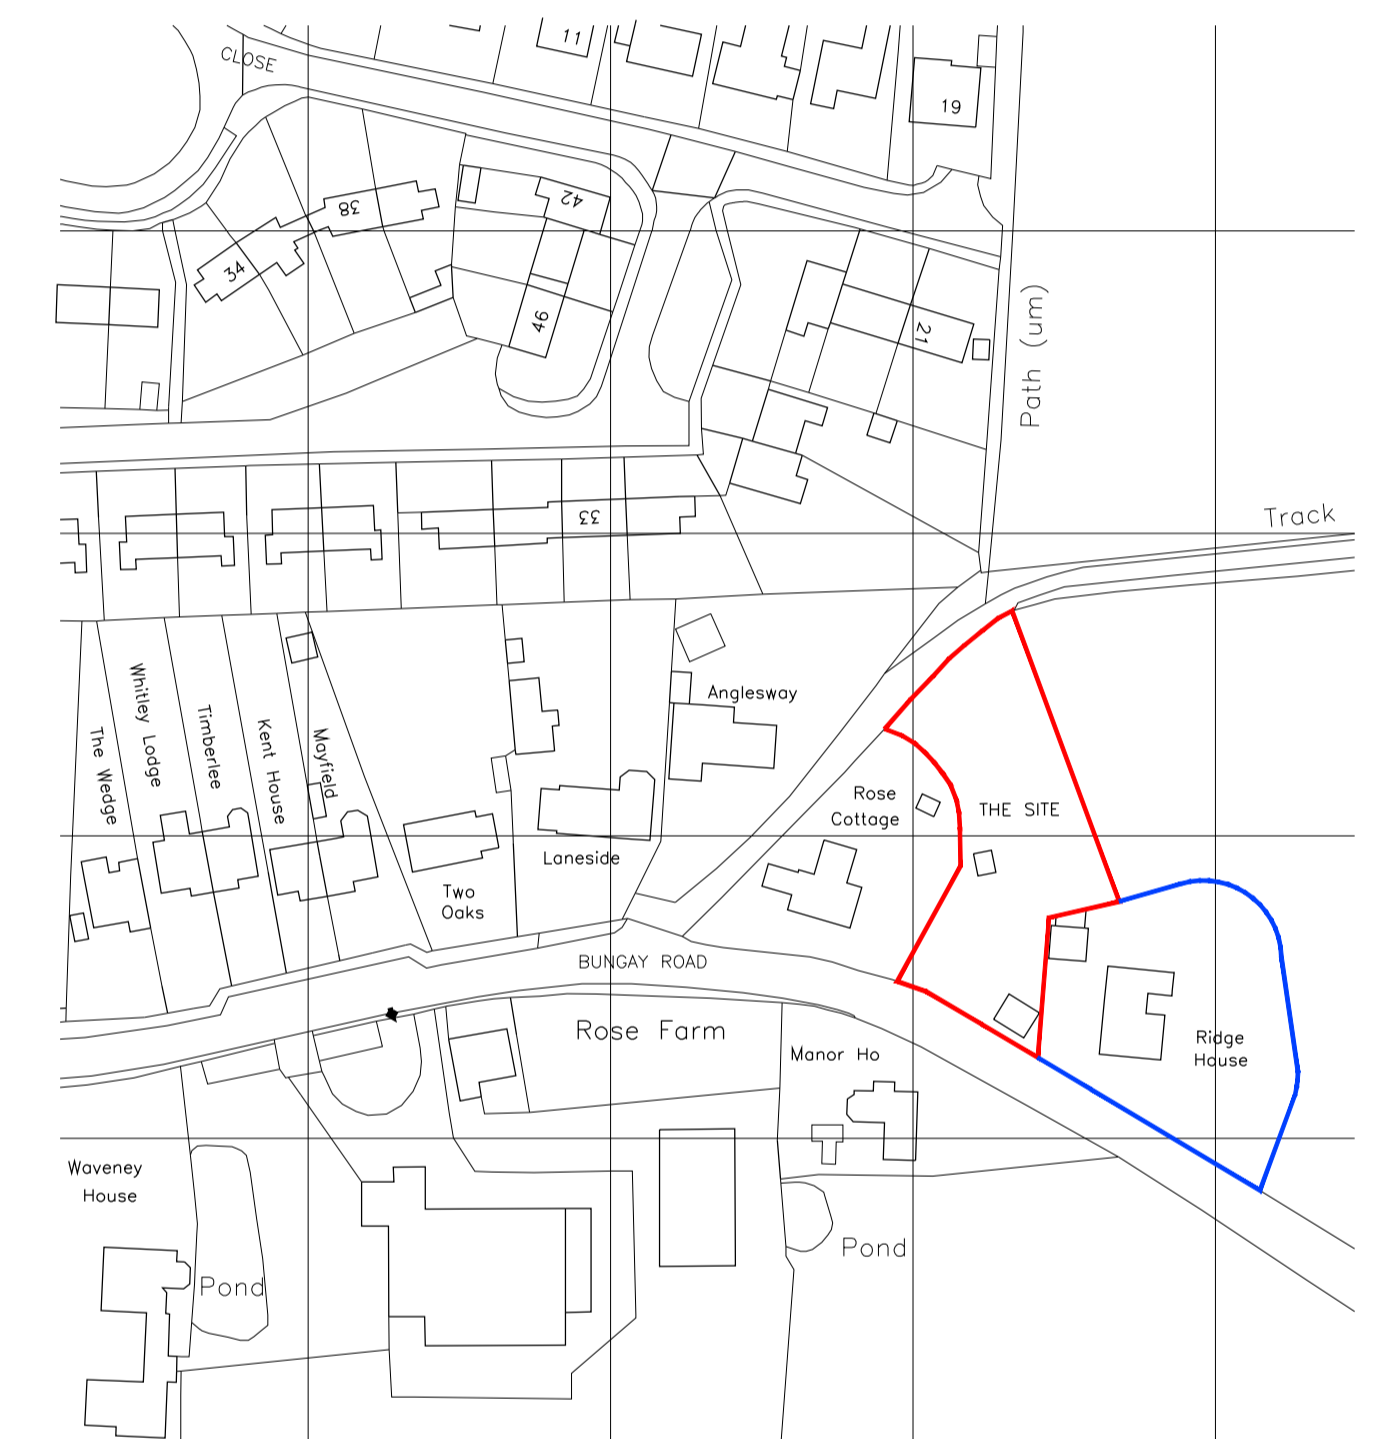 11
CLOSE
19
42
38
34
46
21
Path (um)
33
Track
Whitley Lodge
Timberlee
Kent House
Mayfield
The Wedge
Anglesway
Rose
Cottage
THE SITE
Laneside
Two
Oaks
BUNGAY ROAD
Rose Farm
Manor Ho
Ridge
House
Waveney
House
Pond
Pond